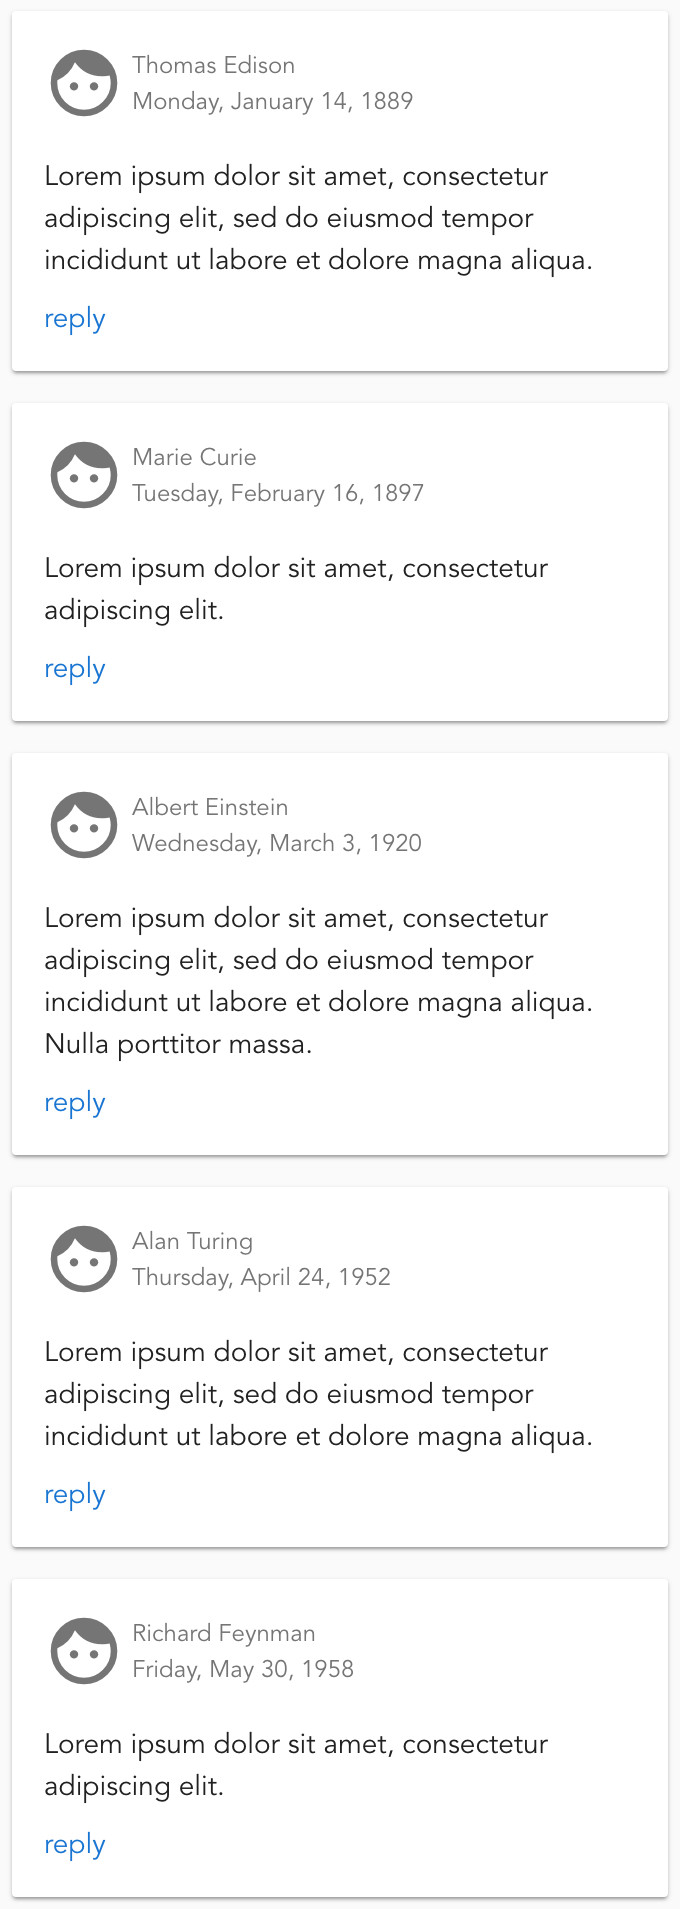 Thomas Edison
Monday, January 14, 1889
Lorem ipsum dolor sit amet, consectetur
adipiscing elit, sed do eiusmod tempor
incididunt ut labore et dolore magna aliqua.
reply
Marie Curie
Tuesday, February 16, 1897
Lorem ipsum dolor sit amet, consectetur
adipiscing elit.
reply
Albert Einstein
Wednesday, March 3, 1920
Lorem ipsum dolor sit amet, consectetur
adipiscing elit, sed do eiusmod tempor
incididunt ut labore et dolore magna aliqua.
Nulla porttitor massa.
reply
Alan Turing
Thursday, April 24, 1952
Lorem ipsum dolor sit amet, consectetur
adipiscing elit, sed do eiusmod tempor
incididunt ut labore et dolore magna aliqua.
reply
Richard Feynman
Friday, May 30, 1958
Lorem ipsum dolor sit amet, consectetur
adipiscing elit.
reply